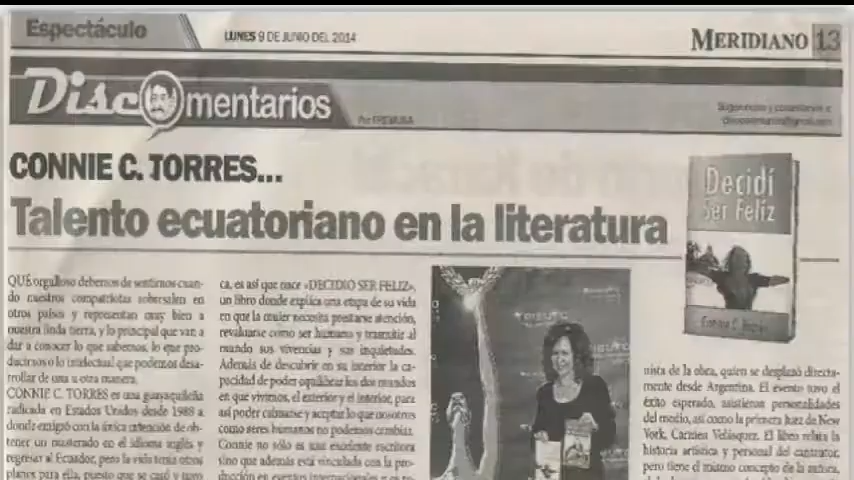 Espectáculo
LUNES 9 DE JUNIO DEL 2014
MERIDIANO 13
Discomentarios
CONNIE C. TORRES...
Talento ecuatoriano en la literatura
Decidí
Ser Feliz
Connie C. Torres
QUE orgulloso debemos de sentirnos cuan-
do nuestros compatriotas sobresalen en
otros países y representan muy bien a
nuestra linda tierra, y lo principal que van a
dar a conocer lo que sabemos, lo que pro-
ducirnos o lo intelectual que podemos desa-
rrollar de una u otra manera.
CONNIE C. TORRES es una guayaquileña
radicada en Estados Unidos desde 1988 a
donde emigró con la única intención de ob-
tener un masterado en el idioma inglés y
regresar al Ecuador, pero la vida tenía otros
planes para ella, puesto que se casó y tuvo
ca, es así que nace «DECIDIO SER FELIZ»,
un libro donde explica una etapa de su vida
en que la mujer necesita prestarse atención,
revaluarse como ser humano y transmitir al
mundo sus vivencias y sus inquietudes.
Además de descubrir en su interior la ca-
pacidad de poder equilibrar los dos mundos
en que vivimos, el exterior y el interior, para
así poder calmarse y aceptar lo que nosotros
como seres humanos no podemos cambiar.
Connie no sólo es una excelente escritora
sino que además está vinculada con la pro-
ducción en eventos internacionales
nista de la obra, quien se desplazó directa-
mente desde Argentina. El evento tuvo el
éxito esperado, asistieron personalidades
del medio, así como la primera Juez de New
York, Carmen Velásquez. El libro relata la
historia artística y personal del cantautor,
pero tiene el mismo concepto de la autora,